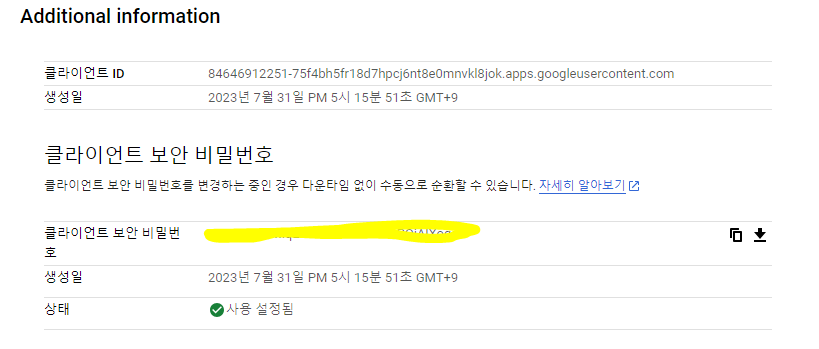 Additional information
클라이언트 ID 84646912251-75f4bh5fr18d7hpcj6nt8e0mnvkl8jok.apps.googleusercontent.com
생성일 2023년 7월 31일 PM 5시 15분 51초 GMT+9
클라이언트 보안 비밀번호
클라이언트 보안 비밀번호를 변경하는 중인 경우 다운타임 없이 수동으로 순환할 수 있습니다. 자세히 알아보기
클라이언트 보안 비밀번
호
생성일 2023년 7월 31일 PM 5시 15분 51초 GMT+9
상태 사용 설정됨